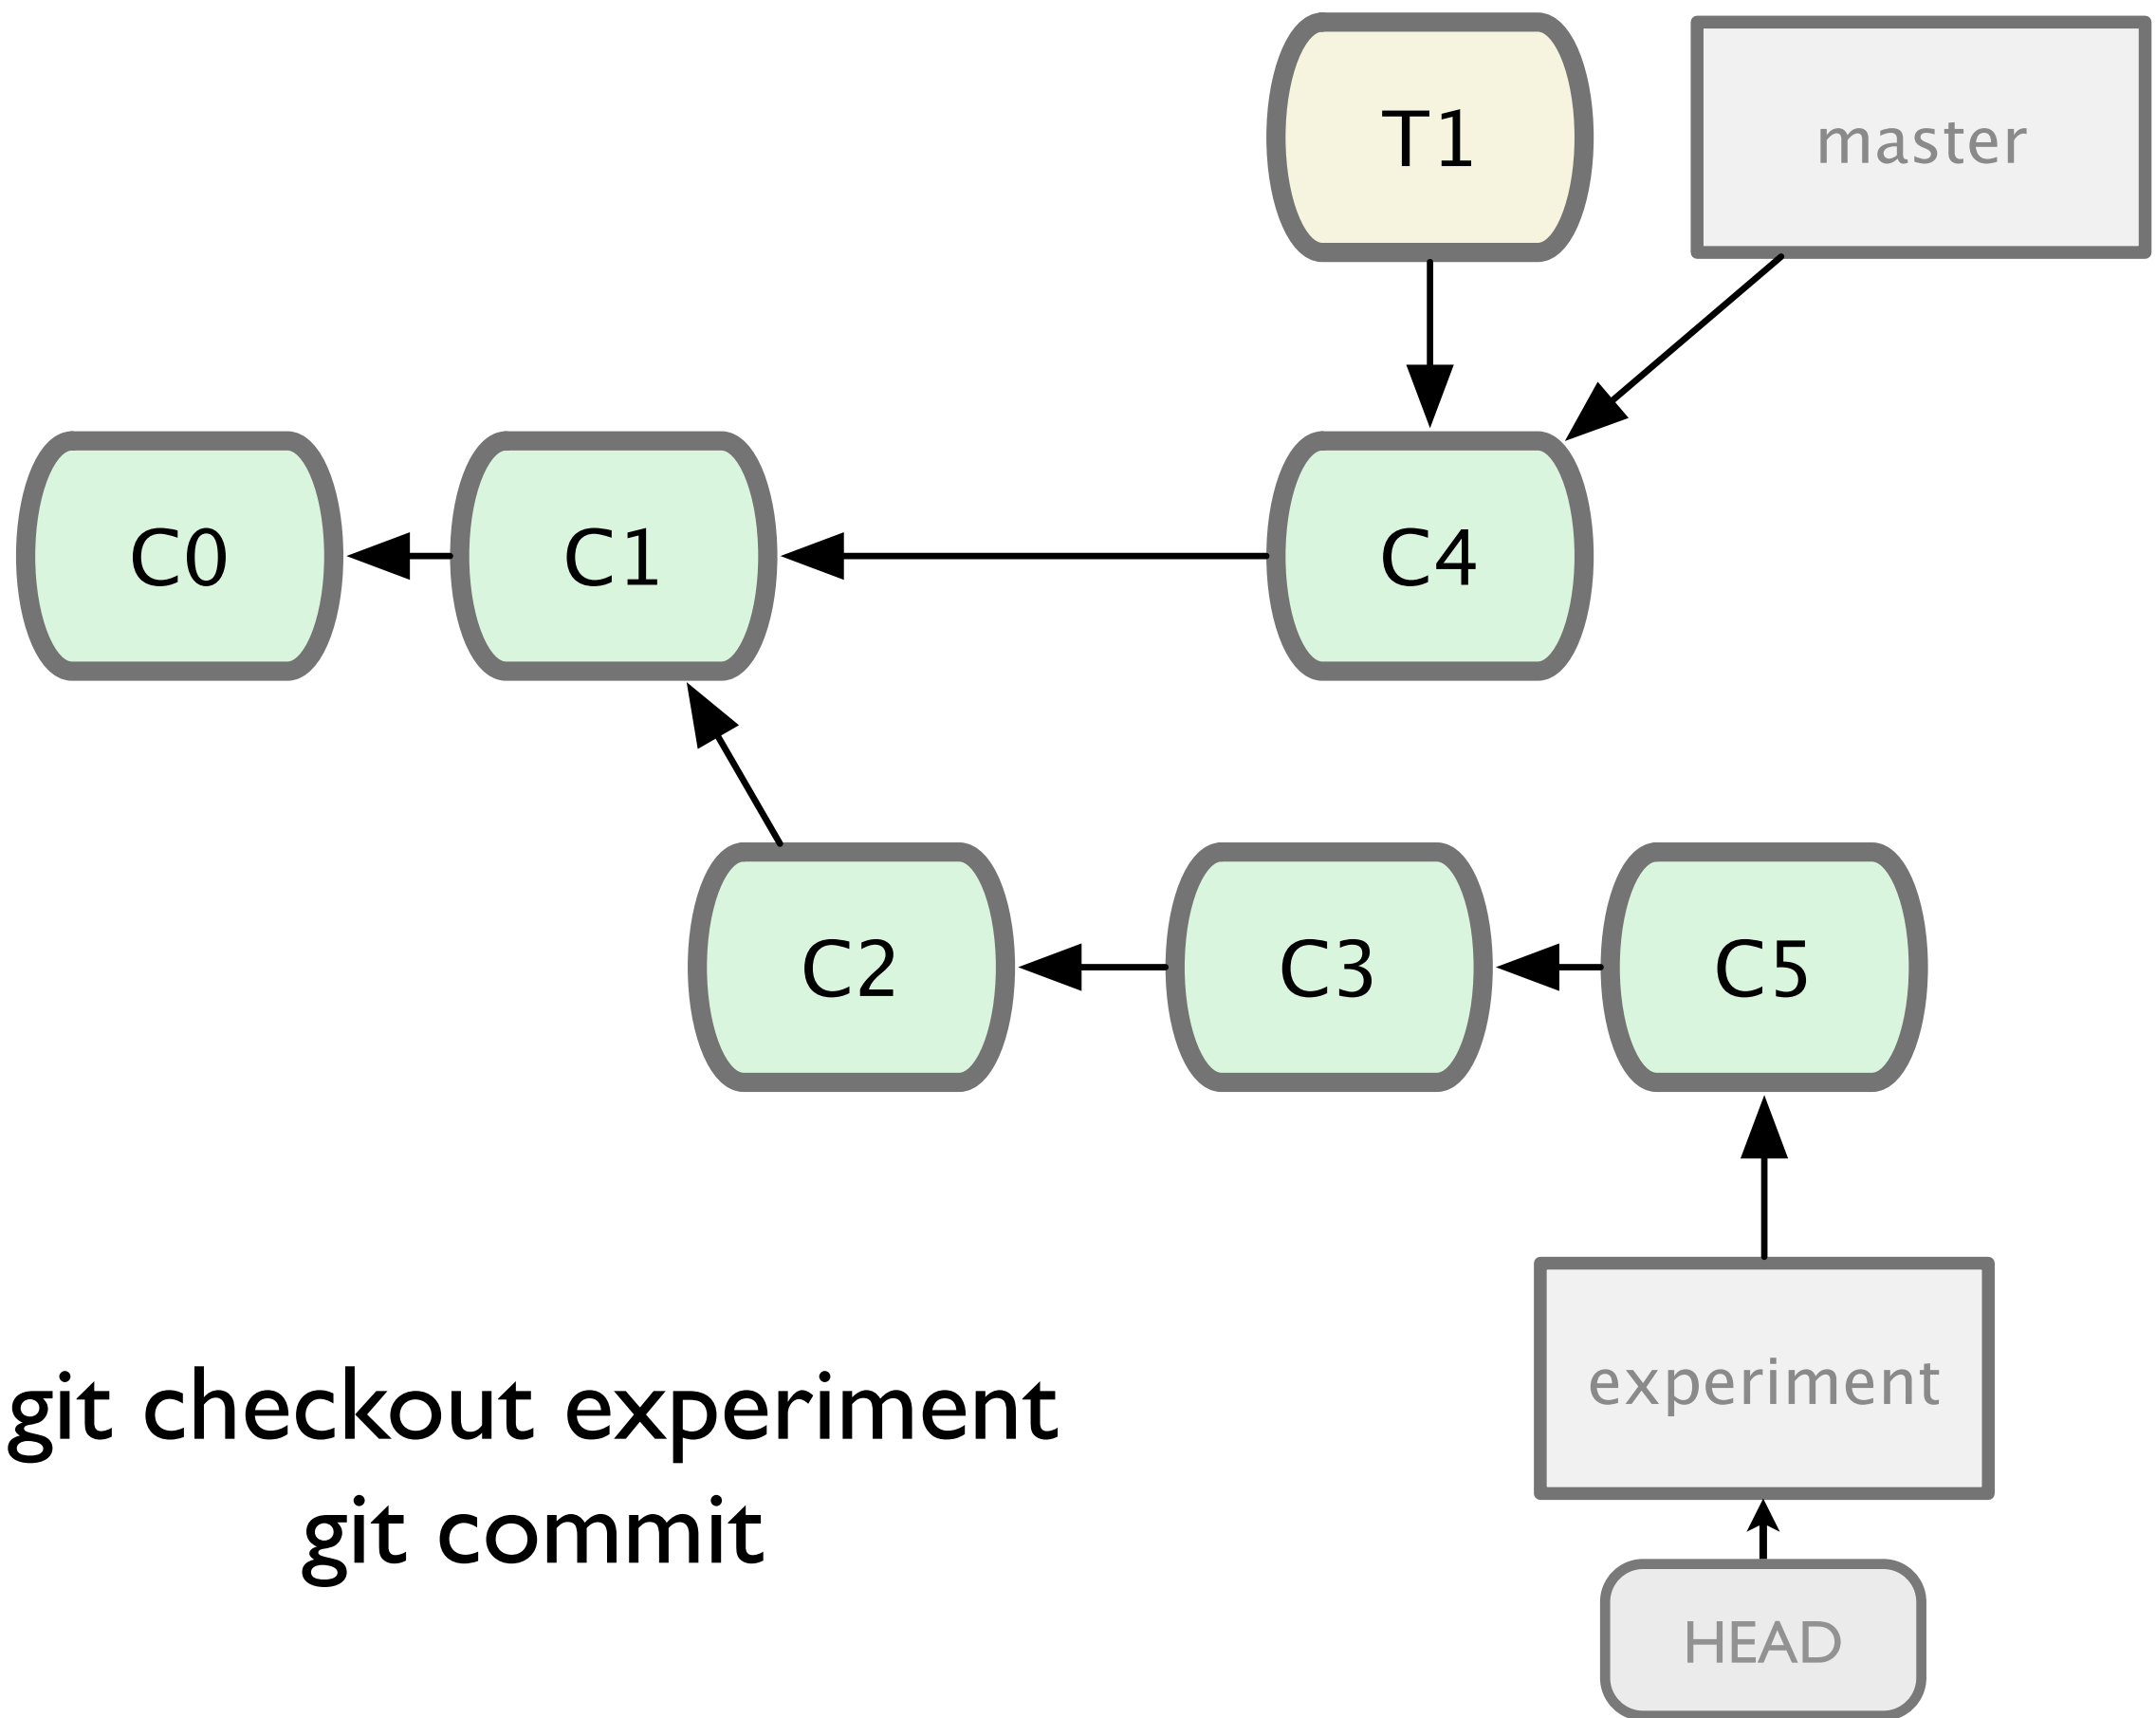 T1
master
C0
C1
C4
C2
C3
C5
experiment
git checkout experiment
git commit
HEAD